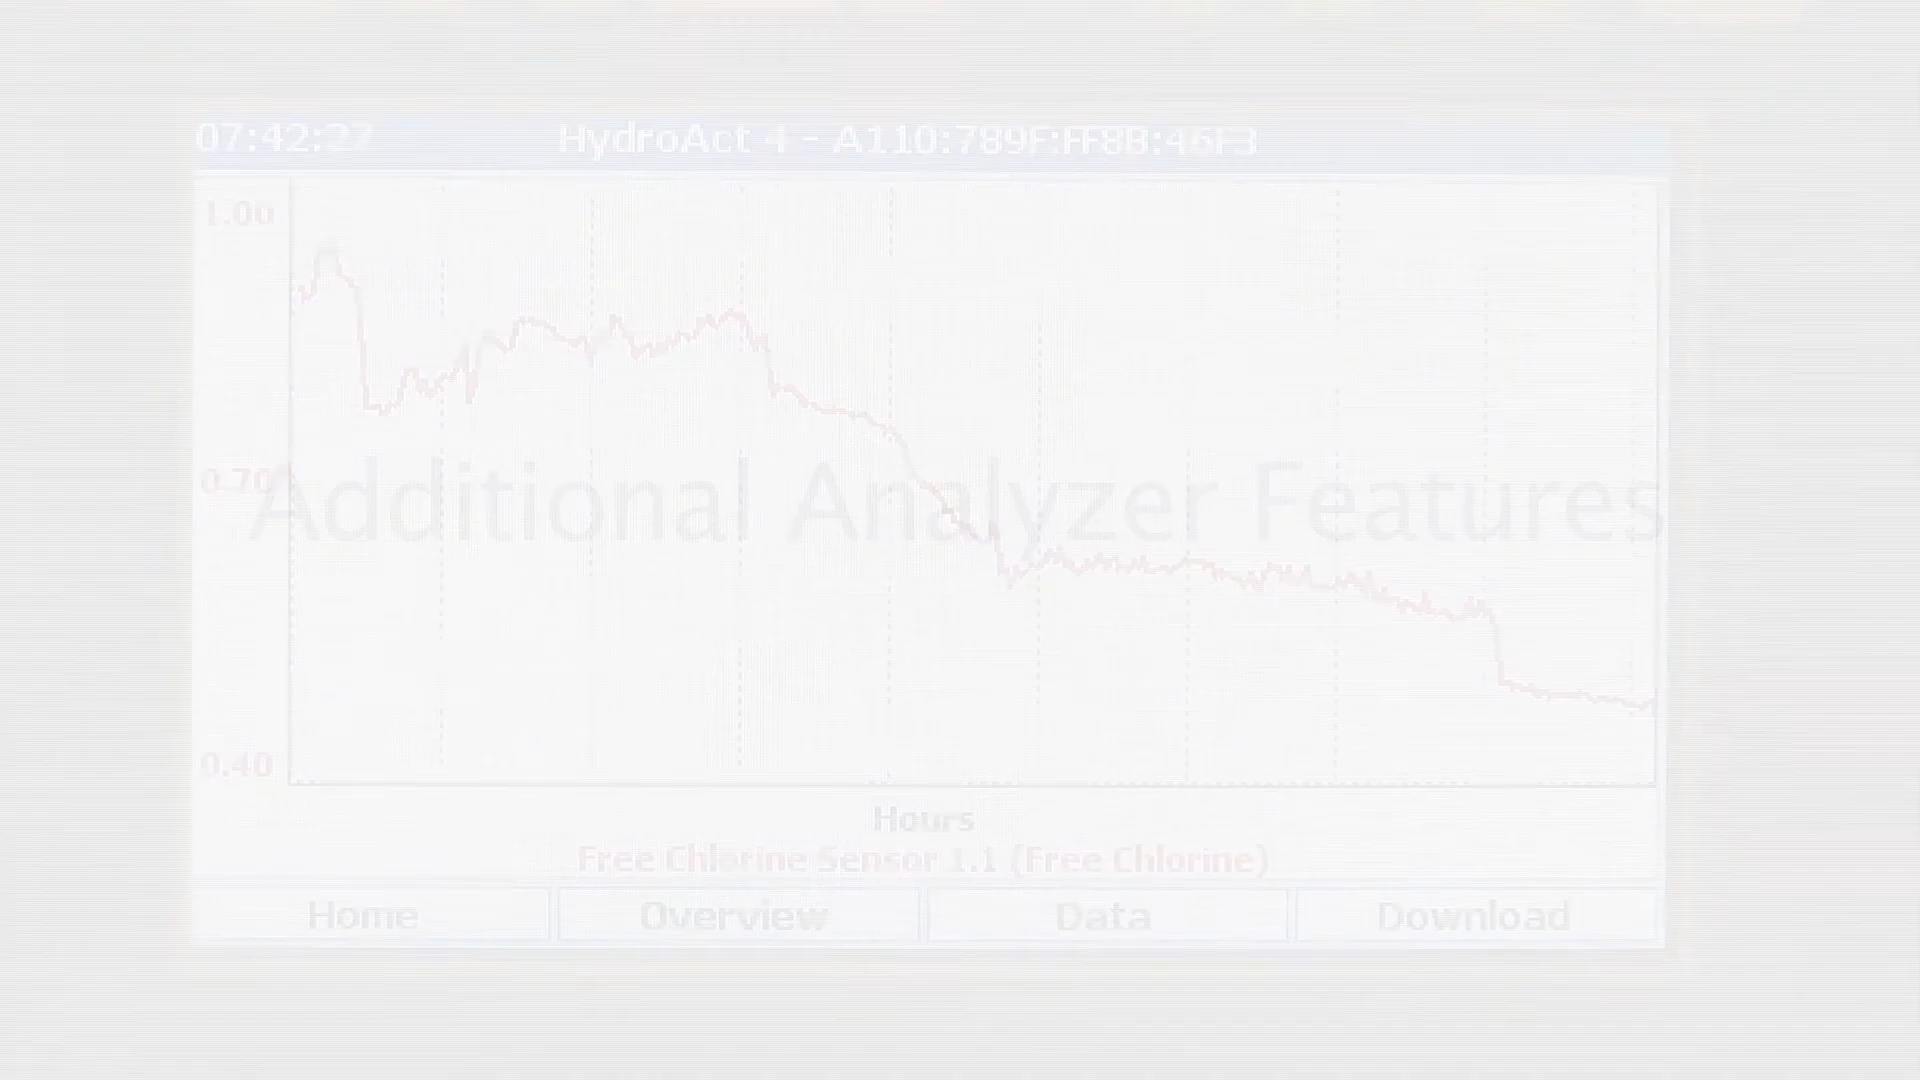 07:42:27 HydroAct 4 - A110:789F:FF8B:46F3
1.00
0.70
Additional Analyzer Features
0.40
Hours
Free Chlorine Sensor 1.1 (Free Chlorine)
Home Overview Data Download